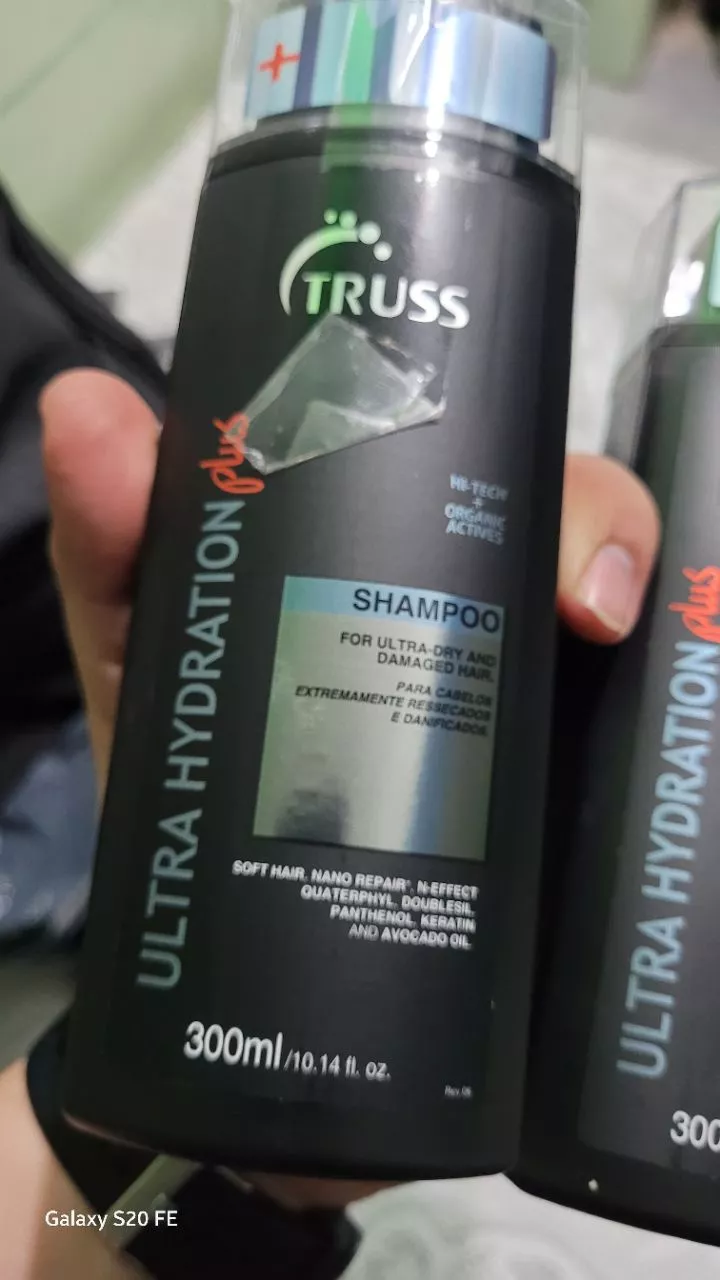 TRUSS
ULTRA HYDRATION plus
HI-TECH
+
ORGANIC
ACTIVES
SHAMPOO
FOR ULTRA-DRY AND
DAMAGED HAIR.
PARA CABELOS
EXTREMAMENTE RESSECADOS
E DANIFICADOS.
SOFT HAIR, NANO REPAIR*, N-EFFECT
QUATERPHYL, DOUBLESIL,
PANTHENOL, KERATIN
AND AVOCADO OIL
300ml/10.14 fl. oz.
ULTRA HYDRATION plus
300
Galaxy S20 FE